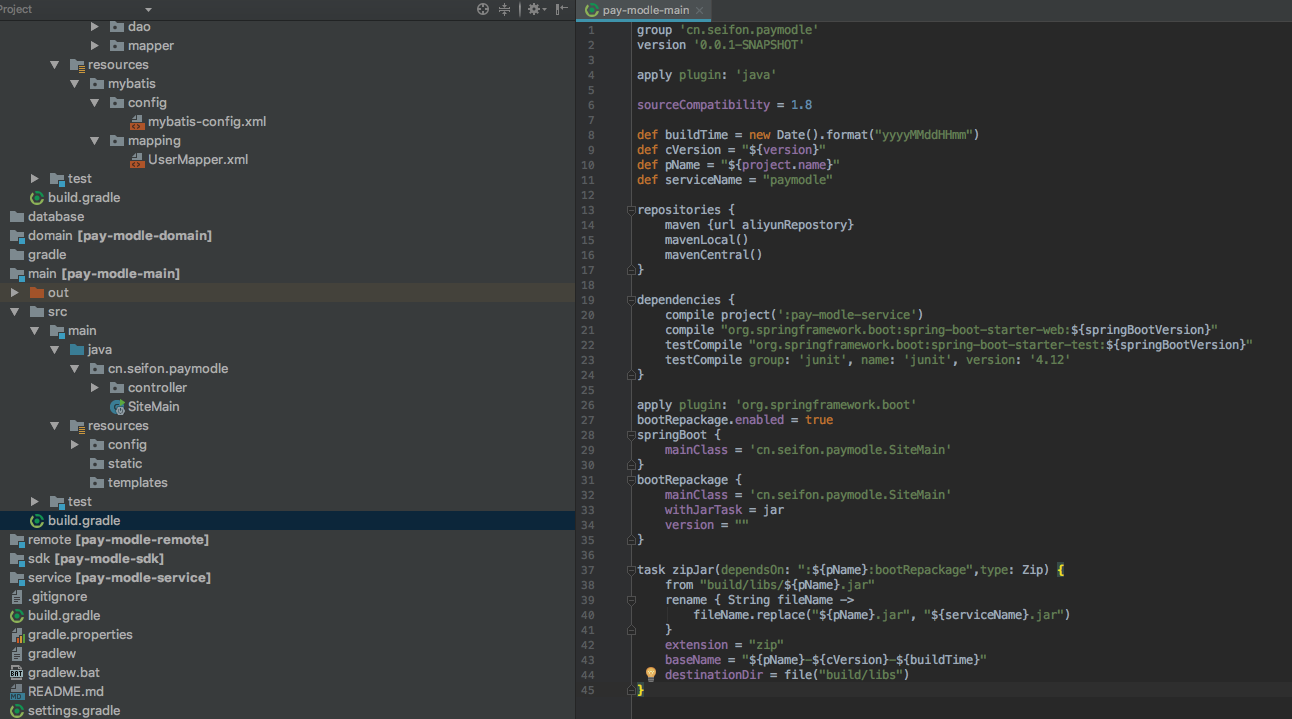 Project
dao
mapper
resources
mybatis
config
mybatis-config.xml
mapping
UserMapper.xml
test
build.gradle
database
domain [pay-modle-domain]
gradle
main [pay-modle-main]
out
src
main
java
cn.seifon.paymodle
controller
SiteMain
resources
config
static
templates
test
build.gradle
remote [pay-modle-remote]
sdk [pay-modle-sdk]
service [pay-modle-service]
.gitignore
build.gradle
gradle.properties
gradlew
gradlew.bat
README.md
settings.gradle
pay-modle-main
1 group 'cn.seifon.paymodle'
2 version '0.0.1-SNAPSHOT'
3
4 apply plugin: 'java'
5
6 sourceCompatibility = 1.8
7
8 def buildTime = new Date().format("yyyyMMddHHmm")
9 def cVersion = "${version}"
10 def pName = "${project.name}"
11 def serviceName = "paymodle"
12
13 repositories {
14 maven {url aliyunRepostory}
15 mavenLocal()
16 mavenCentral()
17 }
18
19 dependencies {
20 compile project(':pay-modle-service')
21 compile "org.springframework.boot:spring-boot-starter-web:${springBootVersion}"
22 testCompile "org.springframework.boot:spring-boot-starter-test:${springBootVersion}"
23 testCompile group: 'junit', name: 'junit', version: '4.12'
24 }
25
26 apply plugin: 'org.springframework.boot'
27 bootRepackage.enabled = true
28 springBoot {
29 mainClass = 'cn.seifon.paymodle.SiteMain'
30 }
31 bootRepackage {
32 mainClass = 'cn.seifon.paymodle.SiteMain'
33 withJarTask = jar
34 version = ""
35 }
36
37 task zipJar(dependsOn: ":${pName}:bootRepackage",type: Zip) {
38 from "build/libs/${pName}.jar"
39 rename { String fileName ->
40 fileName.replace("${pName}.jar", "${serviceName}.jar")
41 }
42 extension = "zip"
43 baseName = "${pName}-${cVersion}-${buildTime}"
44 destinationDir = file("build/libs")
45 }